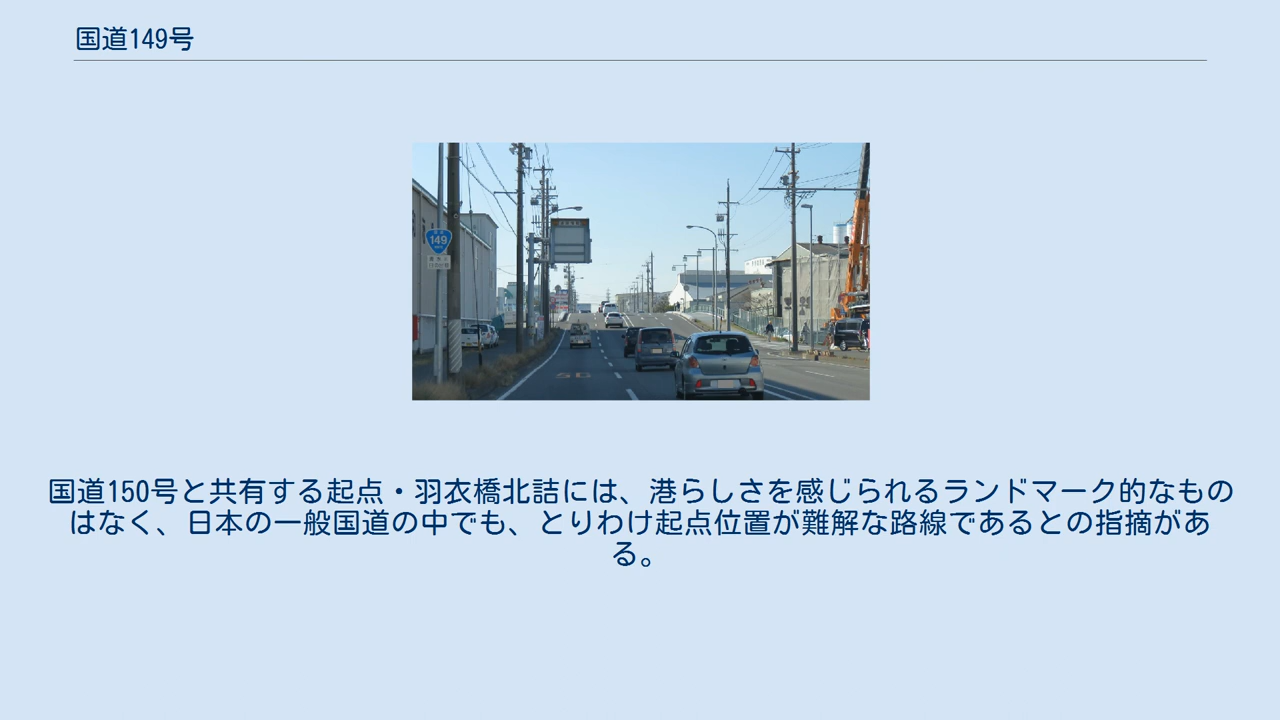 国道149号
149
国道150号と共有する起点・羽衣橋北詰には、港らしさを感じられるランドマーク的なもの
はなく、日本の一般国道の中でも、とりわけ起点位置が難解な路線であるとの指摘があ
る。